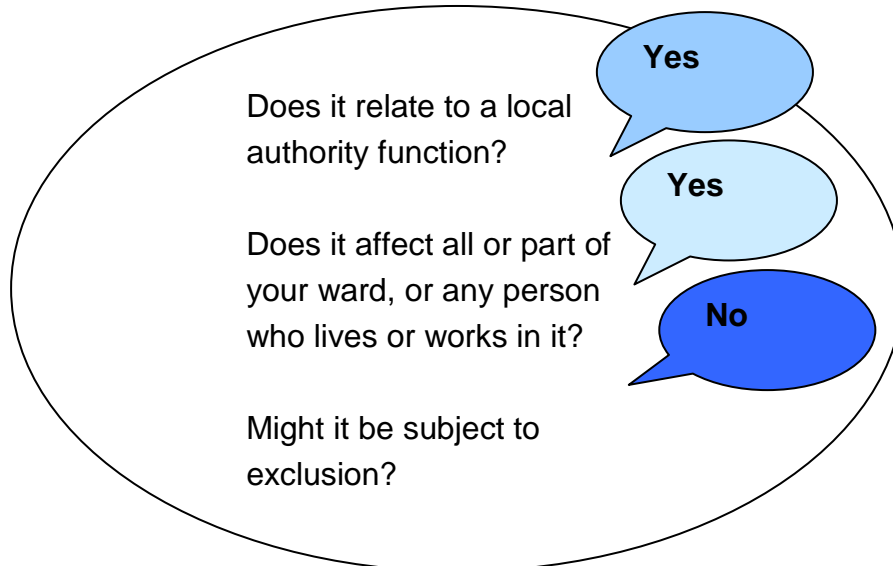 Yes
Does it relate to a local
authority function?
Yes
Does it affect all or part of
your ward, or any person
who lives or works in it?
No
Might it be subject to
exclusion?